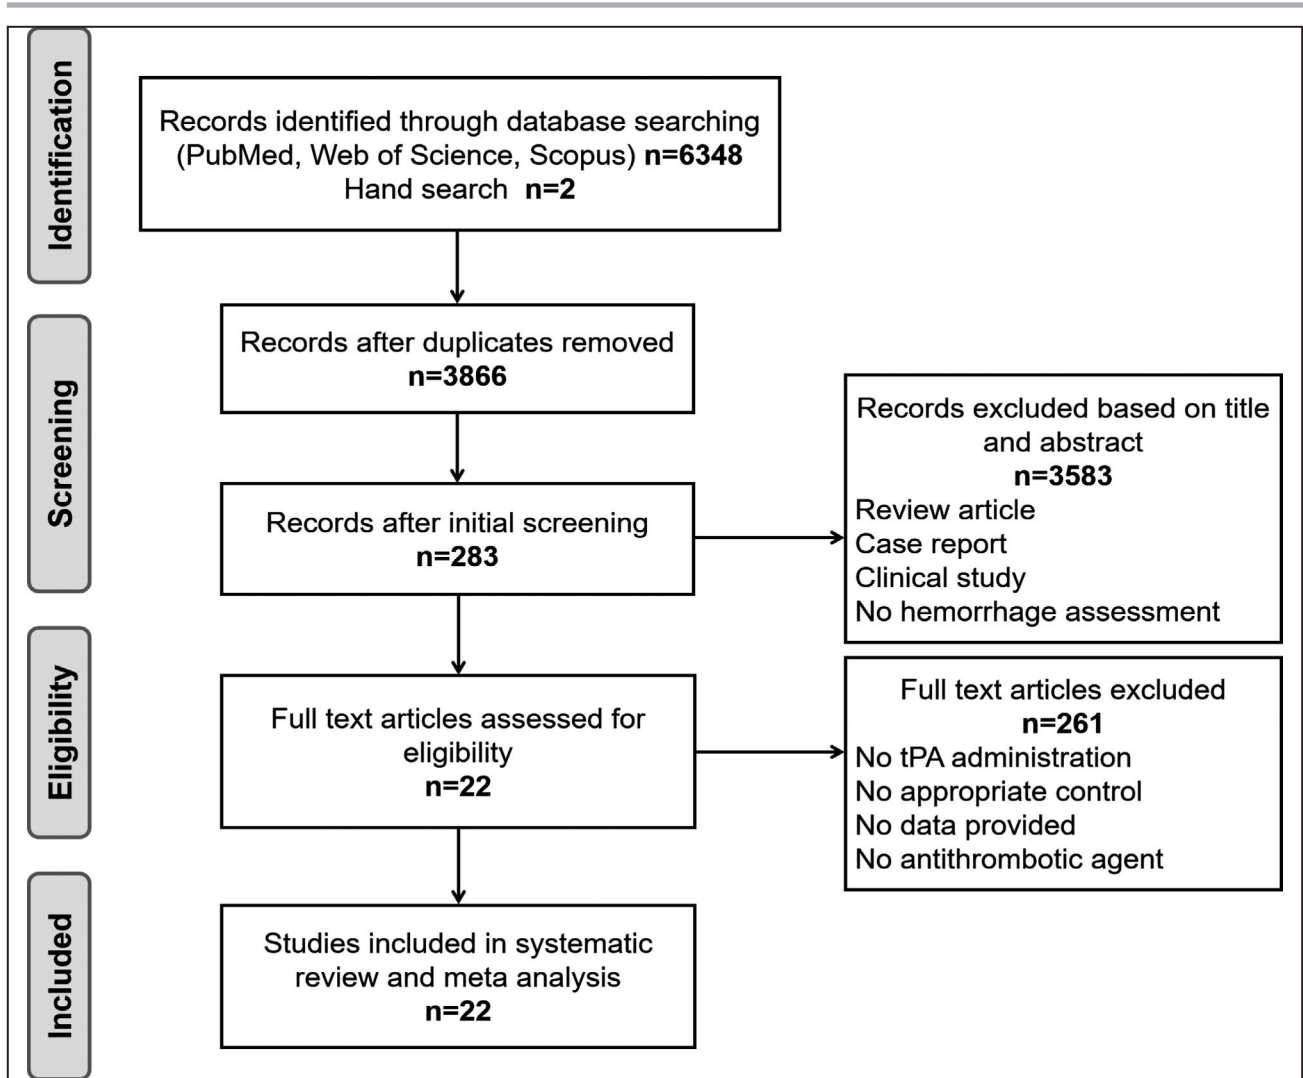 Identification
Records identified through database searching
(PubMed, Web of Science, Scopus) n=6348
Hand search n=2
Screening
Records after duplicates removed
n=3866
Records after initial screening
n=283
Records excluded based on title
and abstract
n=3583
Review article
Case report
Clinical study
No hemorrhage assessment
Eligibility
Full text articles assessed for
eligibility
n=22
Full text articles excluded
n=261
No tPA administration
No appropriate control
No data provided
No antithrombotic agent
Included
Studies included in systematic
review and meta analysis
n=22